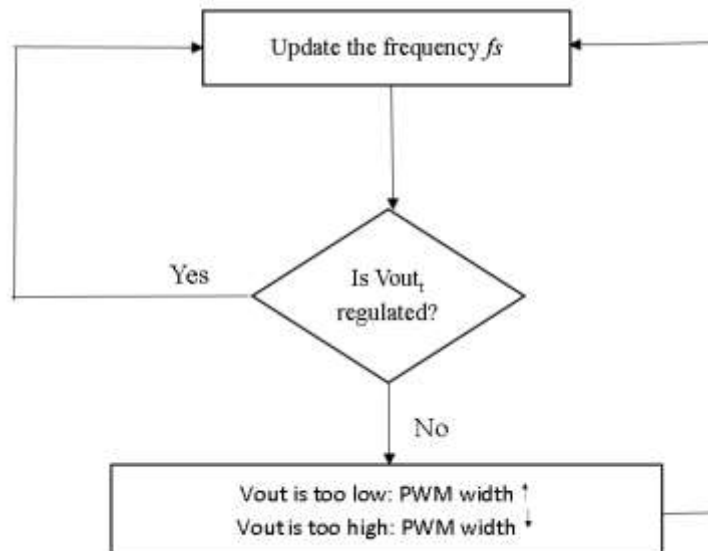 Update the frequency fs
Yes
Is Voutₜ
regulated?
No
Vout is too low: PWM width ↑
Vout is too high: PWM width ↓